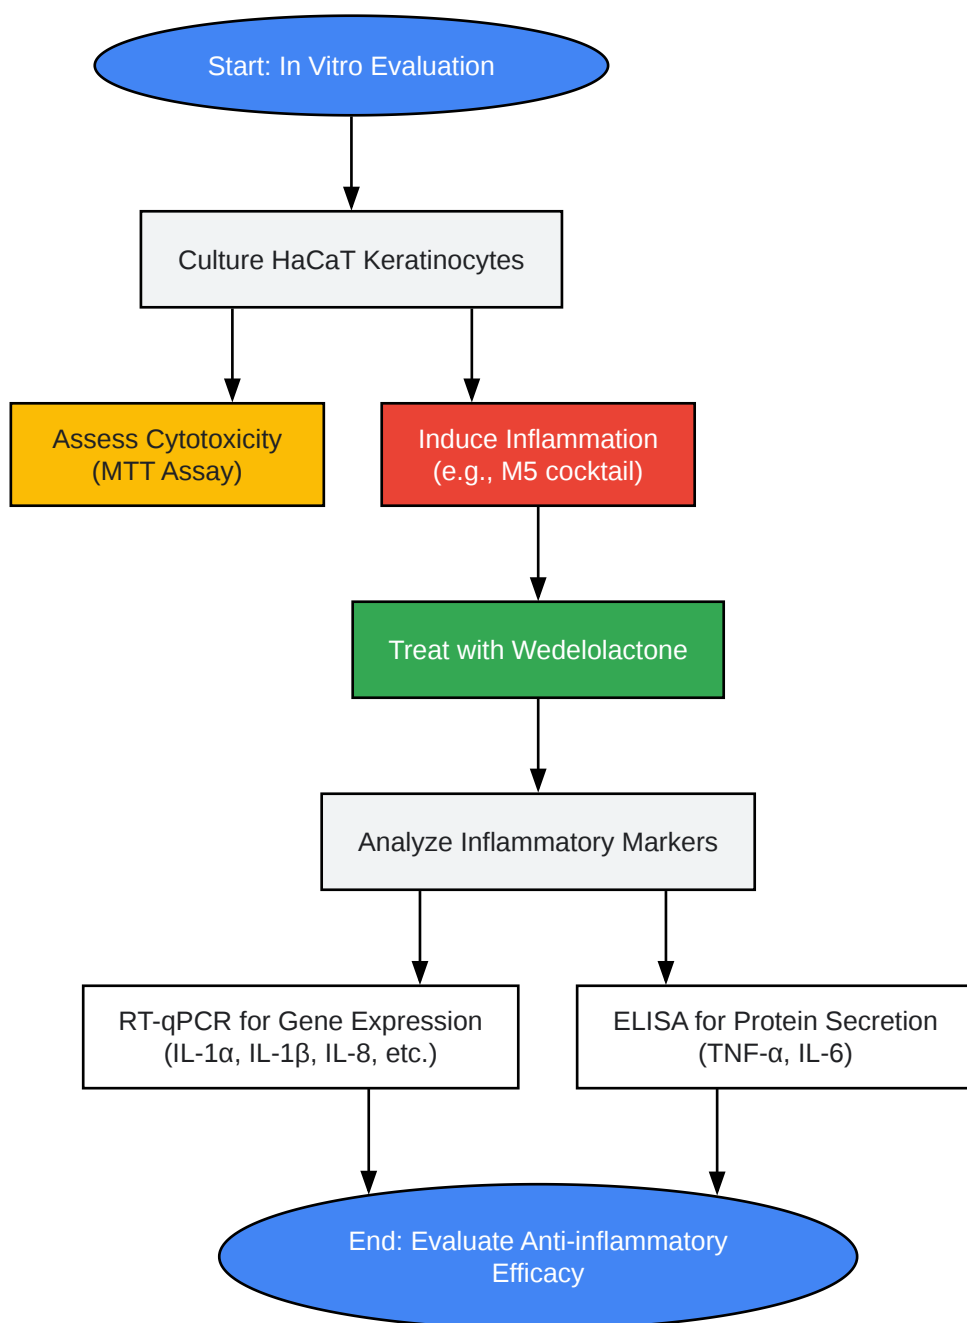 Start: In Vitro Evaluation
Culture HaCaT Keratinocytes
Assess Cytotoxicity
(MTT Assay)
Induce Inflammation
(e.g., M5 cocktail)
Treat with Wedelolactone
Analyze Inflammatory Markers
RT-qPCR for Gene Expression
(IL-1α, IL-1β, IL-8, etc.)
ELISA for Protein Secretion
(TNF-α, IL-6)
End: Evaluate Anti-inflammatory
Efficacy